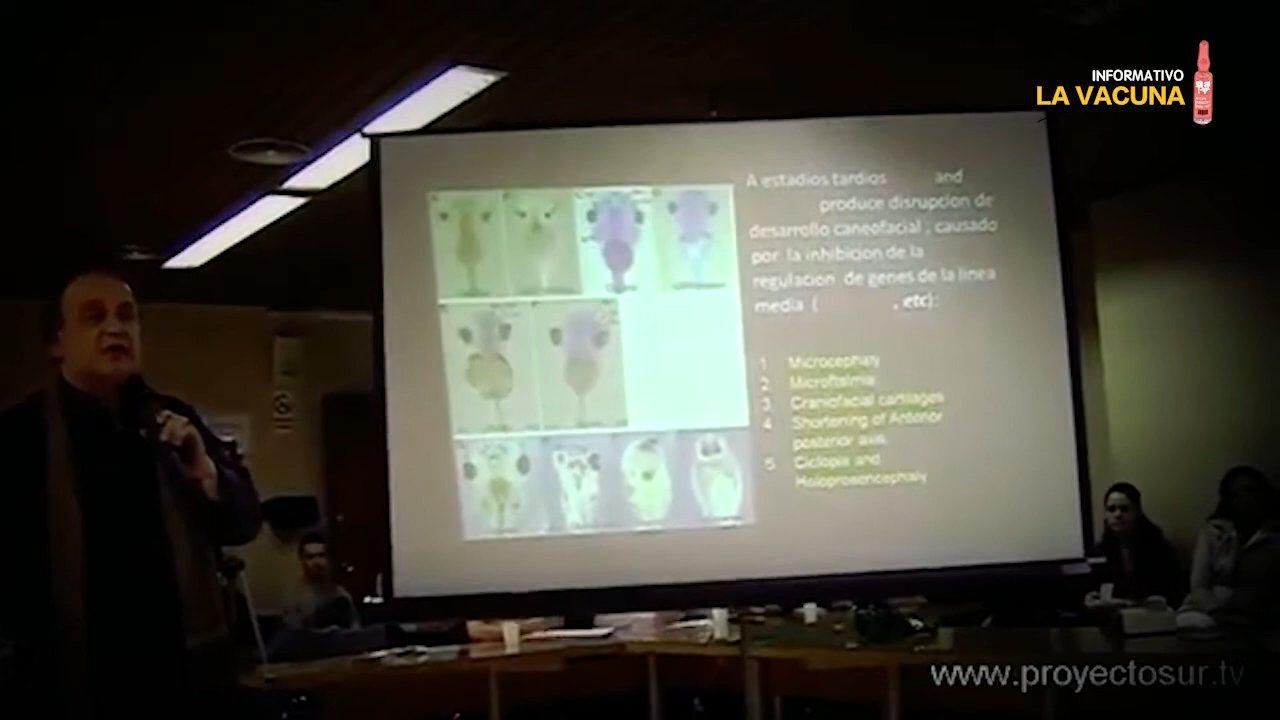 INFORMATIVO
LA VACUNA
A estadios tardios and
produce disrupcion de
desarrollo caneofacial , causado
por la inhibicion de la
regulacion de genes de la linea
media ( , etc):
1 Microcephaly
2 Microftalmia
3 Craniofacial cartilages
4 Shortening of Anterior
posterior axis
5 Ciclopia and
Holoprosencephaly
www.proyectosur.tv